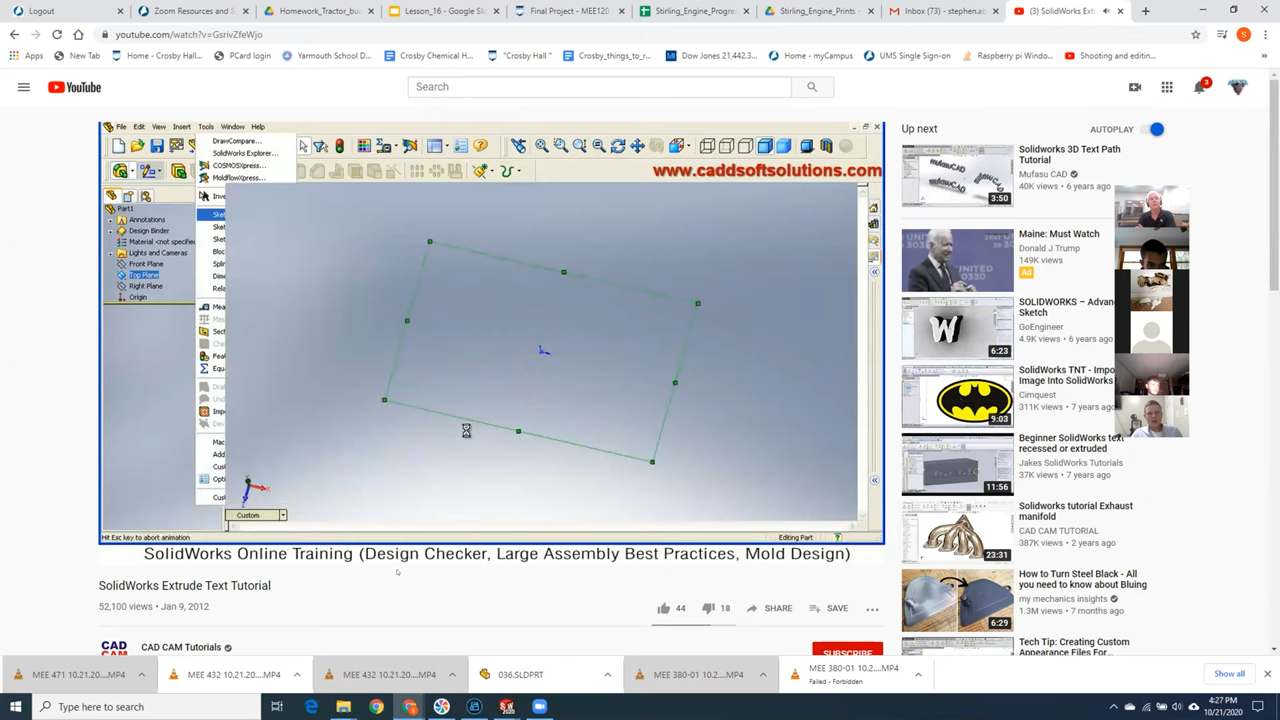 Logout
Zoom Resources and S
Homework_Tractor_bu
Lesson_16 - Google Sl
Final Project - MEE120
Stirling_Engine_Progre
Stirling_Engine_Prints -
Inbox (73) - stephen.ab
(3) SolidWorks Ext
youtube.com/watch?v=GsrivZfeWjo
Apps
New Tab
Home - Crosby Hall...
PCard login
Yarmouth School D...
Crosby Chemical H...
"Crosby Hall"
Crosby_things_to_r...
Dow Jones 21,442.3...
Home - myCampus
UMS Single Sign-on
Raspberry pi Windo...
Shooting and editin...
YouTube
Search
3
File Edit View Insert Tools Window Help
DrawCompare...
SolidWorks Explorer...
COSMOSXpress...
MoldflowXpress...
www.caddsoftsolutions.com
Part1
Annotations
Design Binder
Material <not specifie
Lights and Cameras
Front Plane
Top Plane
Right Plane
Origin
Custom
Hit Esc key to abort animation
Editing Part
SolidWorks Online Training (Design Checker, Large Assembly Best Practices, Mold Design)
SolidWorks Extrude Text Tutorial
52,100 views • Jan 9, 2012
44
18
SHARE
SAVE
CAD CAM
CAD CAM Tutorials
SUBSCRIBE
Up next
AUTOPLAY
Solidworks 3D Text Path
Tutorial
Mufasu CAD
40K views • 6 years ago
3:50
Maine: Must Watch
Donald J Trump
149K views
Ad
SOLIDWORKS – Advan
Sketch
GoEngineer
4.9K views • 6 years ago
6:23
SolidWorks TNT - Impo
Image Into SolidWorks
Cimquest
311K views • 7 years ago
9:03
Beginner SolidWorks text
recessed or extruded
Jakes SolidWorks Tutorials
37K views • 7 years ago
11:56
Solidworks tutorial Exhaust
manifold
CAD CAM TUTORIAL
387K views • 2 years ago
23:31
How to Turn Steel Black - All
you need to know about Bluing
my mechanics insights
1.3M views • 7 months ago
6:29
Tech Tip: Creating Custom
Appearance Files For...
MEE 471 10.21.20....MP4
MEE 432 10.21.20....MP4
MEE 432 10.21.20....MP4
03SLDPRT.SLDPRT
MEE 380-01 10.2....MP4
MEE 380-01 10.2....MP4
Failed - Forbidden
Show all
Type here to search
4:27 PM
10/21/2020